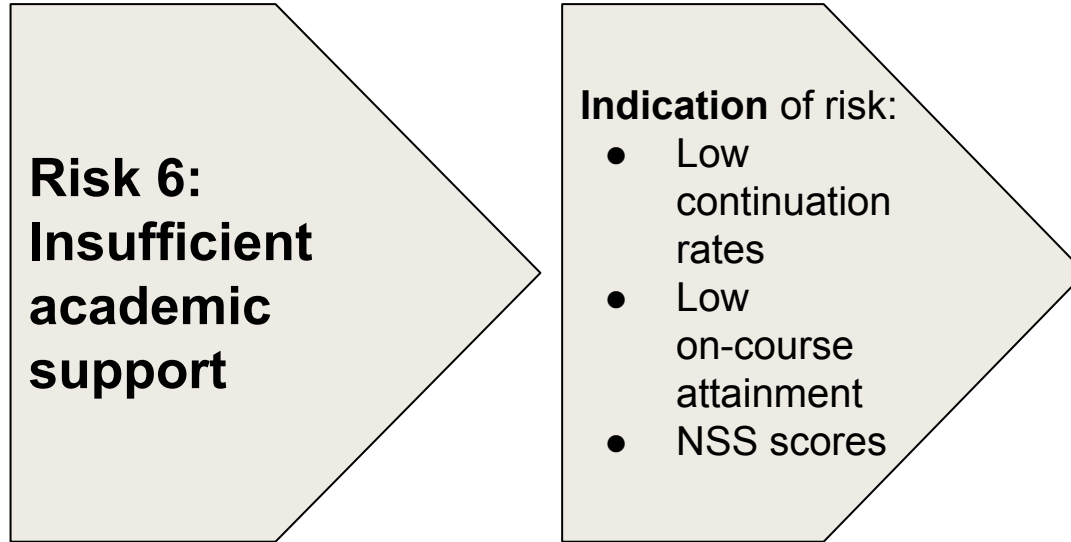 Risk 6:
Insufficient
academic
support
Indication of risk:
● Low
continuation
rates
● Low
on-course
attainment
● NSS scores